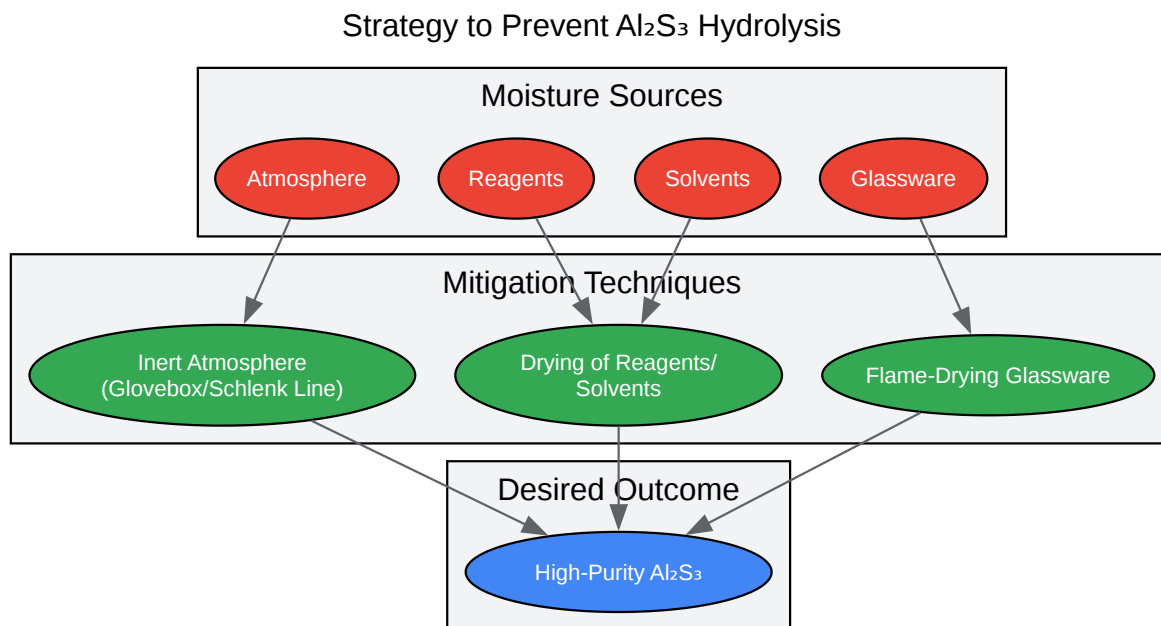 Strategy to Prevent Al₂S₃ Hydrolysis
Moisture Sources
Atmosphere
Reagents
Solvents
Glassware
Mitigation Techniques
Inert Atmosphere
(Glovebox/Schlenk Line)
Drying of Reagents/
Solvents
Flame-Drying Glassware
Desired Outcome
High-Purity Al₂S₃